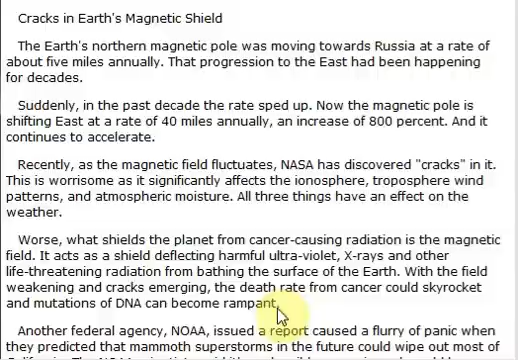 Cracks in Earth's Magnetic Shield
The Earth's northern magnetic pole was moving towards Russia at a rate of
about five miles annually. That progression to the East had been happening
for decades.
Suddenly, in the past decade the rate sped up. Now the magnetic pole is
shifting East at a rate of 40 miles annually, an increase of 800 percent. And it
continues to accelerate.
Recently, as the magnetic field fluctuates, NASA has discovered "cracks" in it.
This is worrisome as it significantly affects the ionosphere, troposphere wind
patterns, and atmospheric moisture. All three things have an effect on the
weather.
Worse, what shields the planet from cancer-causing radiation is the magnetic
field. It acts as a shield deflecting harmful ultra-violet, X-rays and other
life-threatening radiation from bathing the surface of the Earth. With the field
weakening and cracks emerging, the death rate from cancer could skyrocket
and mutations of DNA can become rampant.
Another federal agency, NOAA, issued a report caused a flurry of panic when
they predicted that mammoth superstorms in the future could wipe out most of